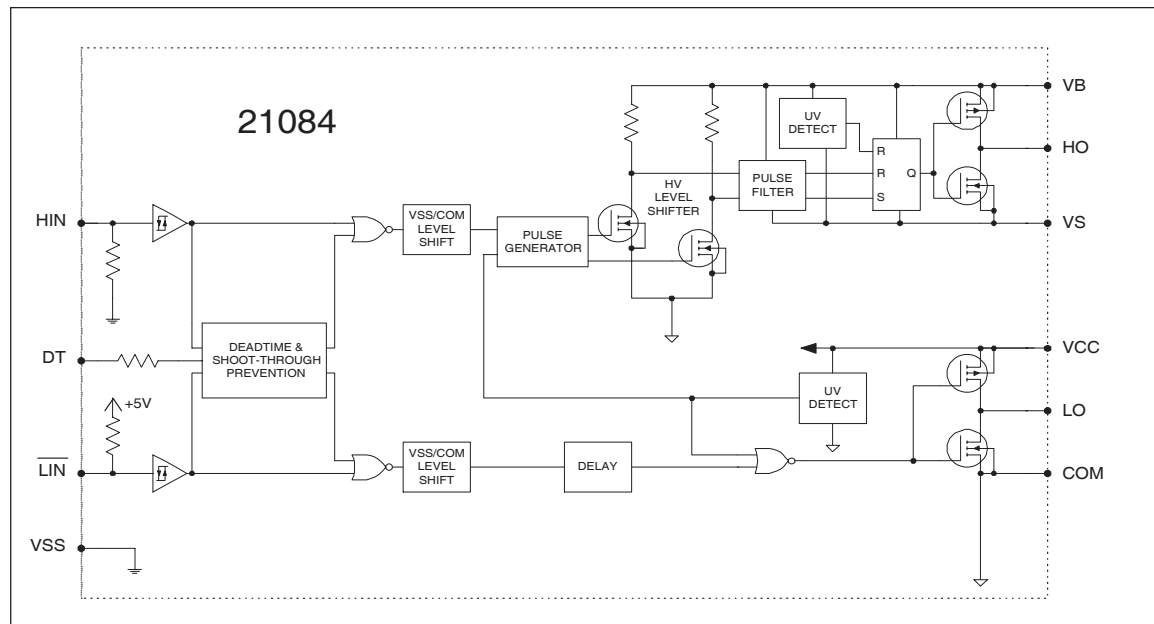 21084
VB
UV
DETECT
HO
R
R
Q
S
PULSE
FILTER
HV
LEVEL
SHIFTER
VS
HIN
VSS/COM
LEVEL
SHIFT
PULSE
GENERATOR
DT
DEADTIME &
SHOOT-THROUGH
PREVENTION
VCC
UV
DETECT
LO
+5V
LIN
VSS/COM
LEVEL
SHIFT
DELAY
COM
VSS